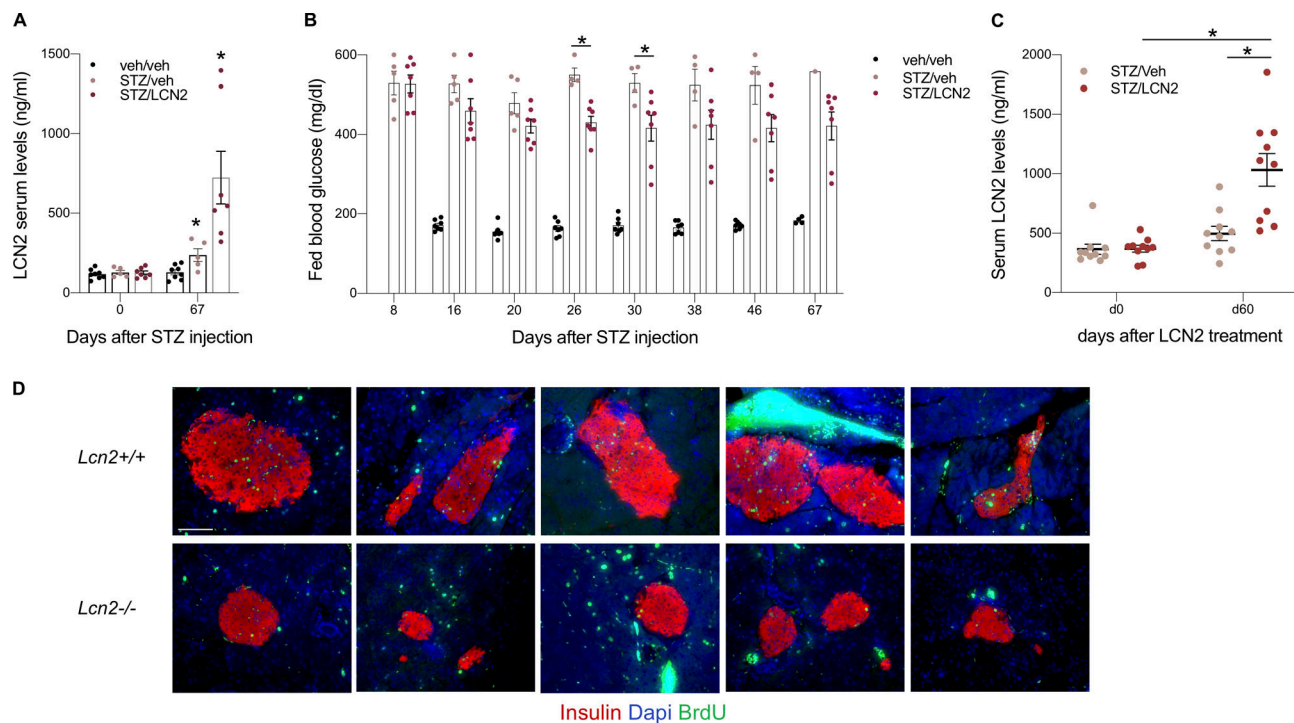 A
1500
1000
500
0
LCN2 serum levels (ng/ml)
veh/veh
STZ/veh
STZ/LCN2
*
*
0 67
Days after STZ injection
B
600
400
200
0
Fed blood glucose (mg/dl)
*
*
8 16 20 26 30 38 46 67
Days after STZ injection
veh/veh
STZ/veh
STZ/LCN2
C
2000
1500
1000
500
0
Serum LCN2 levels (ng/ml)
STZ/Veh
STZ/LCN2
*
*
d0 d60
days after LCN2 treatment
D
Lcn2+/+
Lcn2-/-
Insulin Dapi BrdU